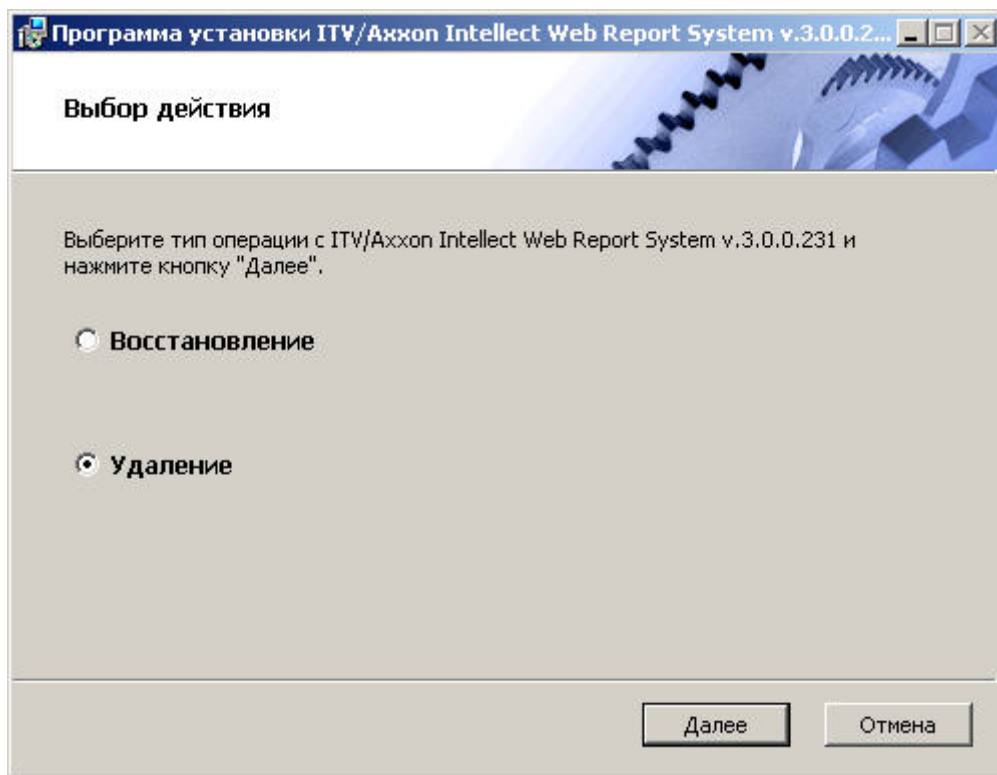 Программа установки ITV/Axxon Intellect Web Report System v.3.0.0.2...
Выбор действия
Выберите тип операции с ITV/Axxon Intellect Web Report System v.3.0.0.231 и
нажмите кнопку "Далее".
Восстановление
Удаление
Далее
Отмена